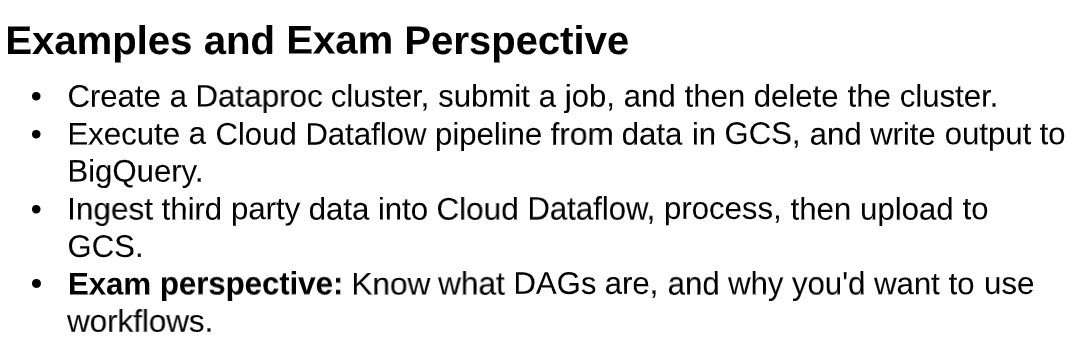 Examples and Exam Perspective
• Create a Dataproc cluster, submit a job, and then delete the cluster.
• Execute a Cloud Dataflow pipeline from data in GCS, and write output to
BigQuery.
• Ingest third party data into Cloud Dataflow, process, then upload to
GCS.
• Exam perspective: Know what DAGs are, and why you'd want to use
workflows.